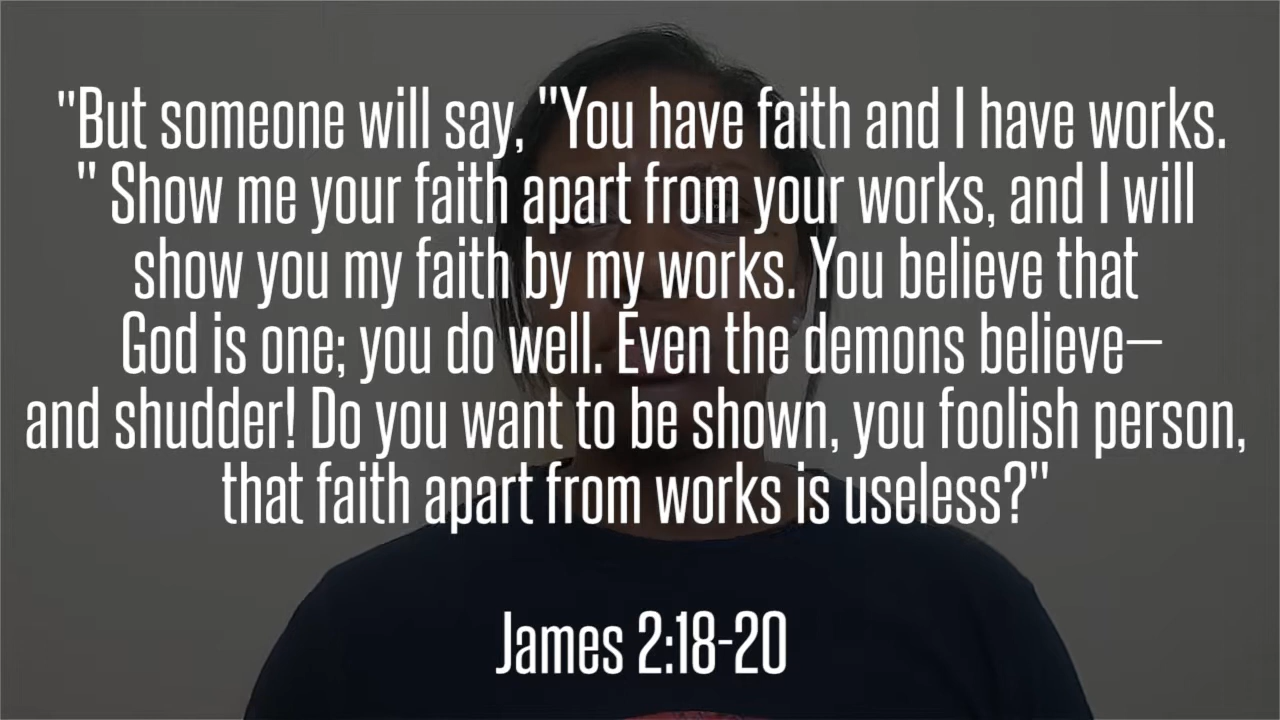 "But someone will say, "You have faith and I have works.
" Show me your faith apart from your works, and I will
show you my faith by my works. You believe that
God is one; you do well. Even the demons believe—
and shudder! Do you want to be shown, you foolish person,
that faith apart from works is useless?"
James 2:18-20